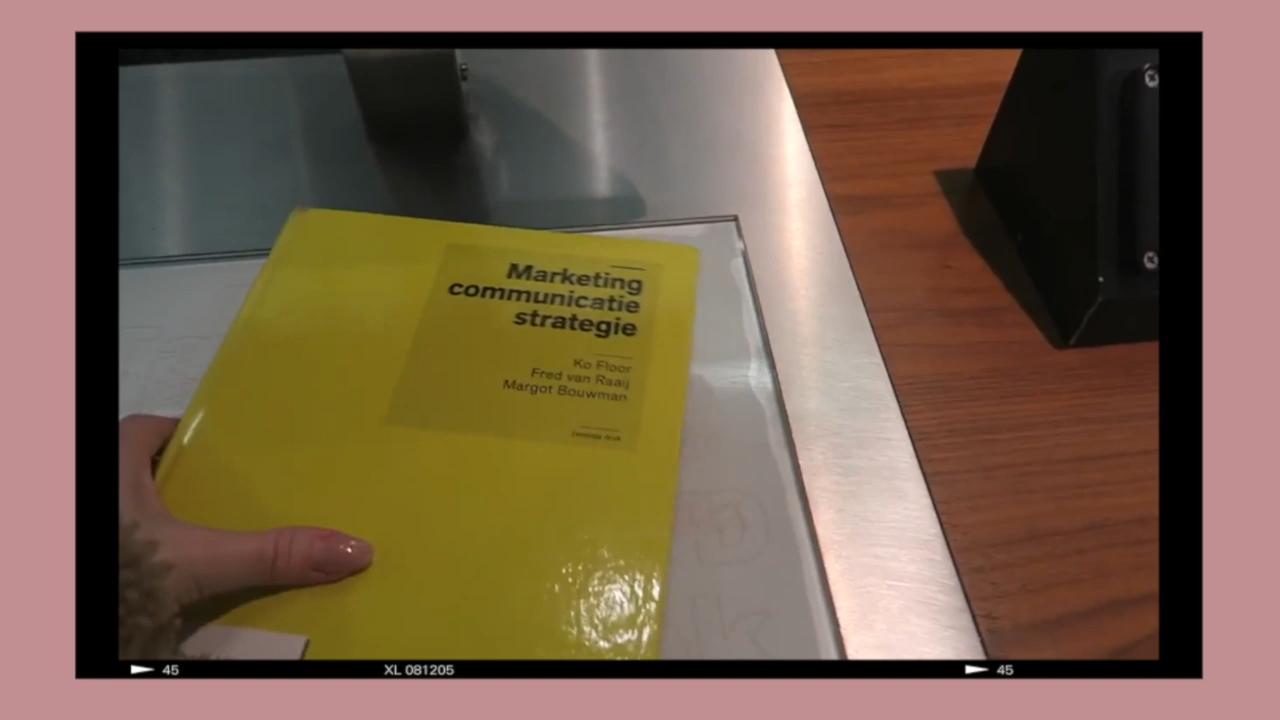 Marketing
communicatie
strategie
Ko Floor
Fred van Raaij
Margot Bouwman
45
XL 081205
45